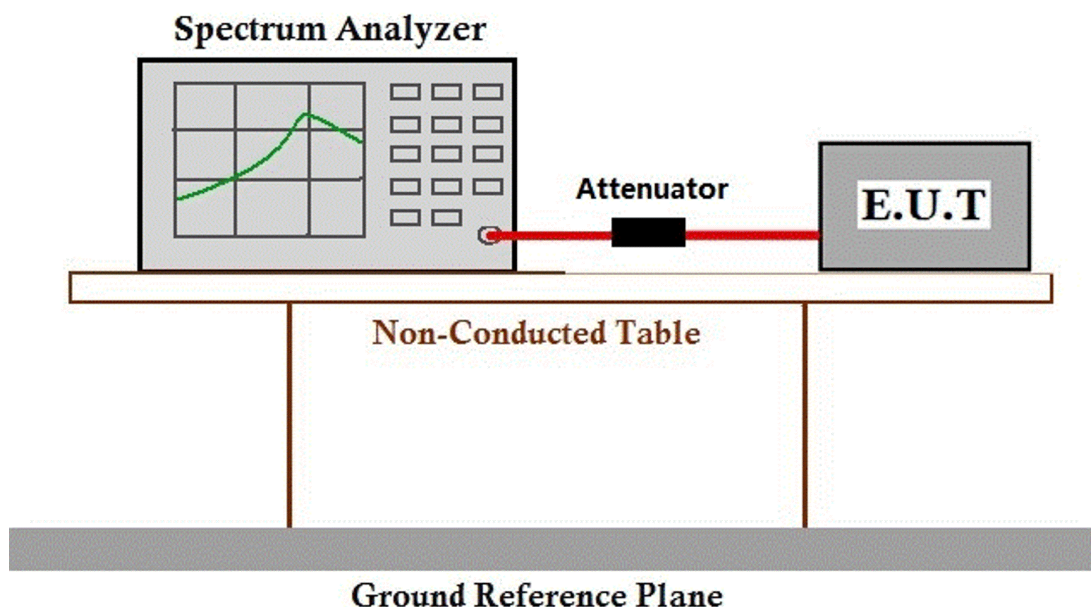 Spectrum Analyzer
Attenuator
E.U.T
Non-Conducted Table
Ground Reference Plane